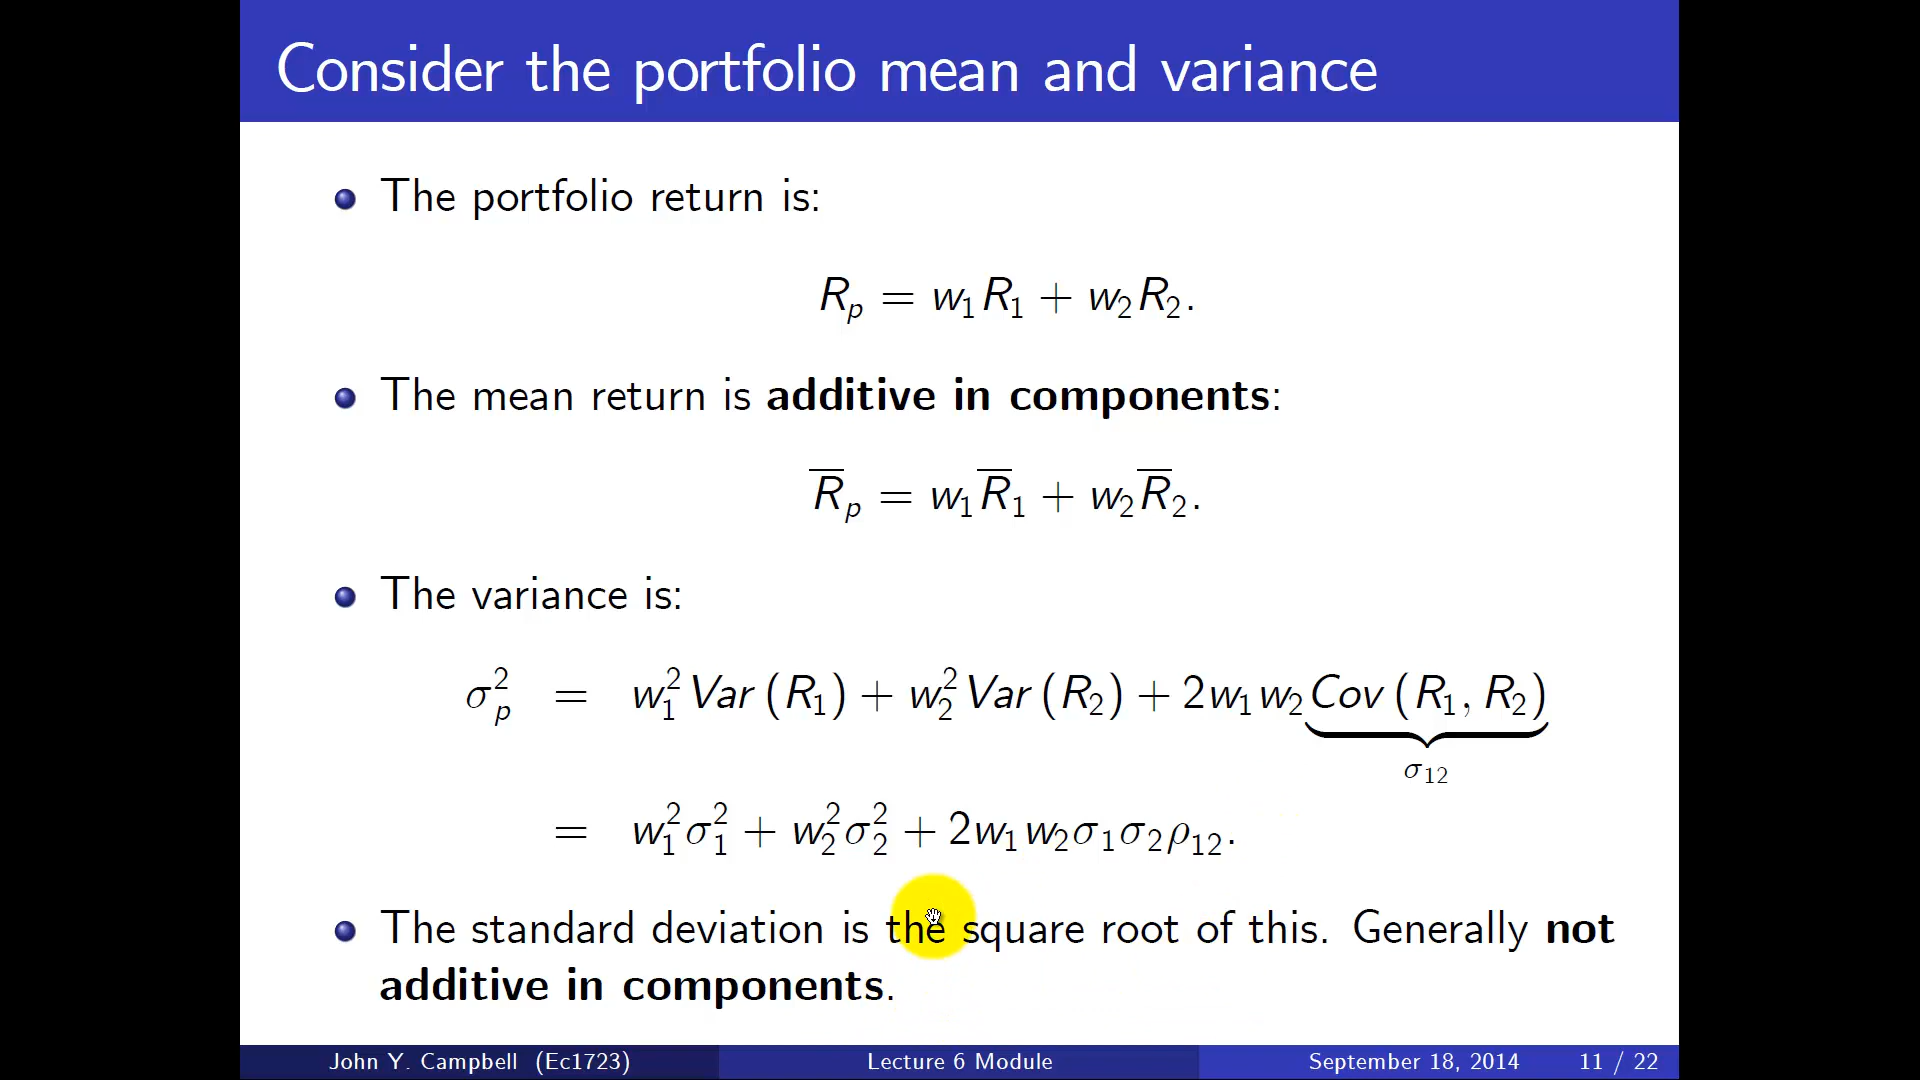 Consider the portfolio mean and variance
The portfolio return is:
R_p = w_1 R_1 + w_2 R_2.
The mean return is additive in components:
R̅_p = w_1 R̅_1 + w_2 R̅_2.
The variance is:
σ_p^2 = w_1^2 Var (R_1) + w_2^2 Var (R_2) + 2w_1 w_2 Cov (R_1, R_2)
σ_12
= w_1^2 σ_1^2 + w_2^2 σ_2^2 + 2w_1 w_2 σ_1 σ_2 ρ_12.
The standard deviation is the square root of this. Generally not
additive in components.
John Y. Campbell (Ec1723) Lecture 6 Module September 18, 2014 11 / 22